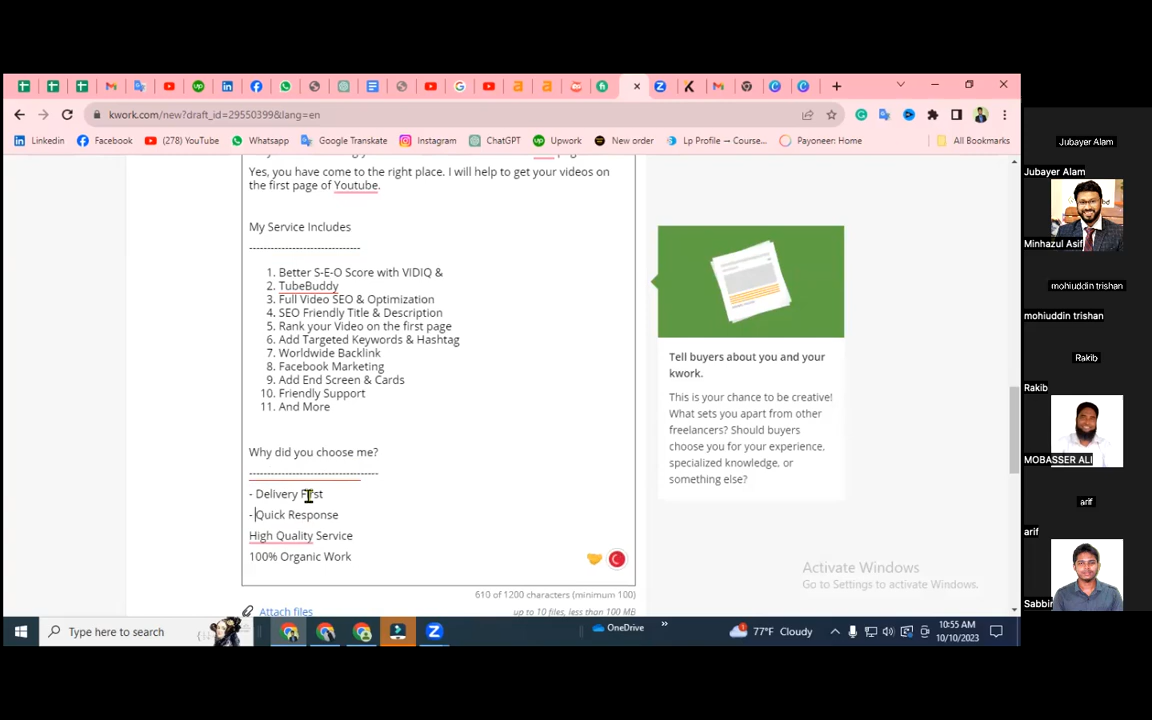 kwork.com/new?draft_id=29550399&lang=en
Linkedin
Facebook
(278) YouTube
Whatsapp
Google Transkate
Instagram
ChatGPT
Upwork
New order
Lp Profile → Course...
Payoneer: Home
All Bookmarks
Yes, you have come to the right place. I will help to get your videos on
the first page of Youtube.
My Service Includes
-------------------------------
1. Better S-E-O Score with VIDIQ &
2. TubeBuddy
3. Full Video SEO & Optimization
4. SEO Friendly Title & Description
5. Rank your Video on the first page
6. Add Targeted Keywords & Hashtag
7. Worldwide Backlink
8. Facebook Marketing
9. Add End Screen & Cards
10. Friendly Support
11. And More
Why did you choose me?
------------------------------------
- Delivery First
- Quick Response
High Quality Service
100% Organic Work
610 of 1200 characters (minimum 100)
Attach files
up to 10 files, less than 100 MB
Tell buyers about you and your
kwork.
This is your chance to be creative!
What sets you apart from other
freelancers? Should buyers
choose you for your experience,
specialized knowledge, or
something else?
Activate Windows
Go to Settings to activate Windows.
Type here to search
OneDrive
77°F Cloudy
10:55 AM
10/10/2023
Jubayer Alam
Jubayer Alam
Minhazul Asif
mohiuddin trishan
mohiuddin trishan
Rakib
Rakib
MOBASSER ALI
arif
arif
Sabbir